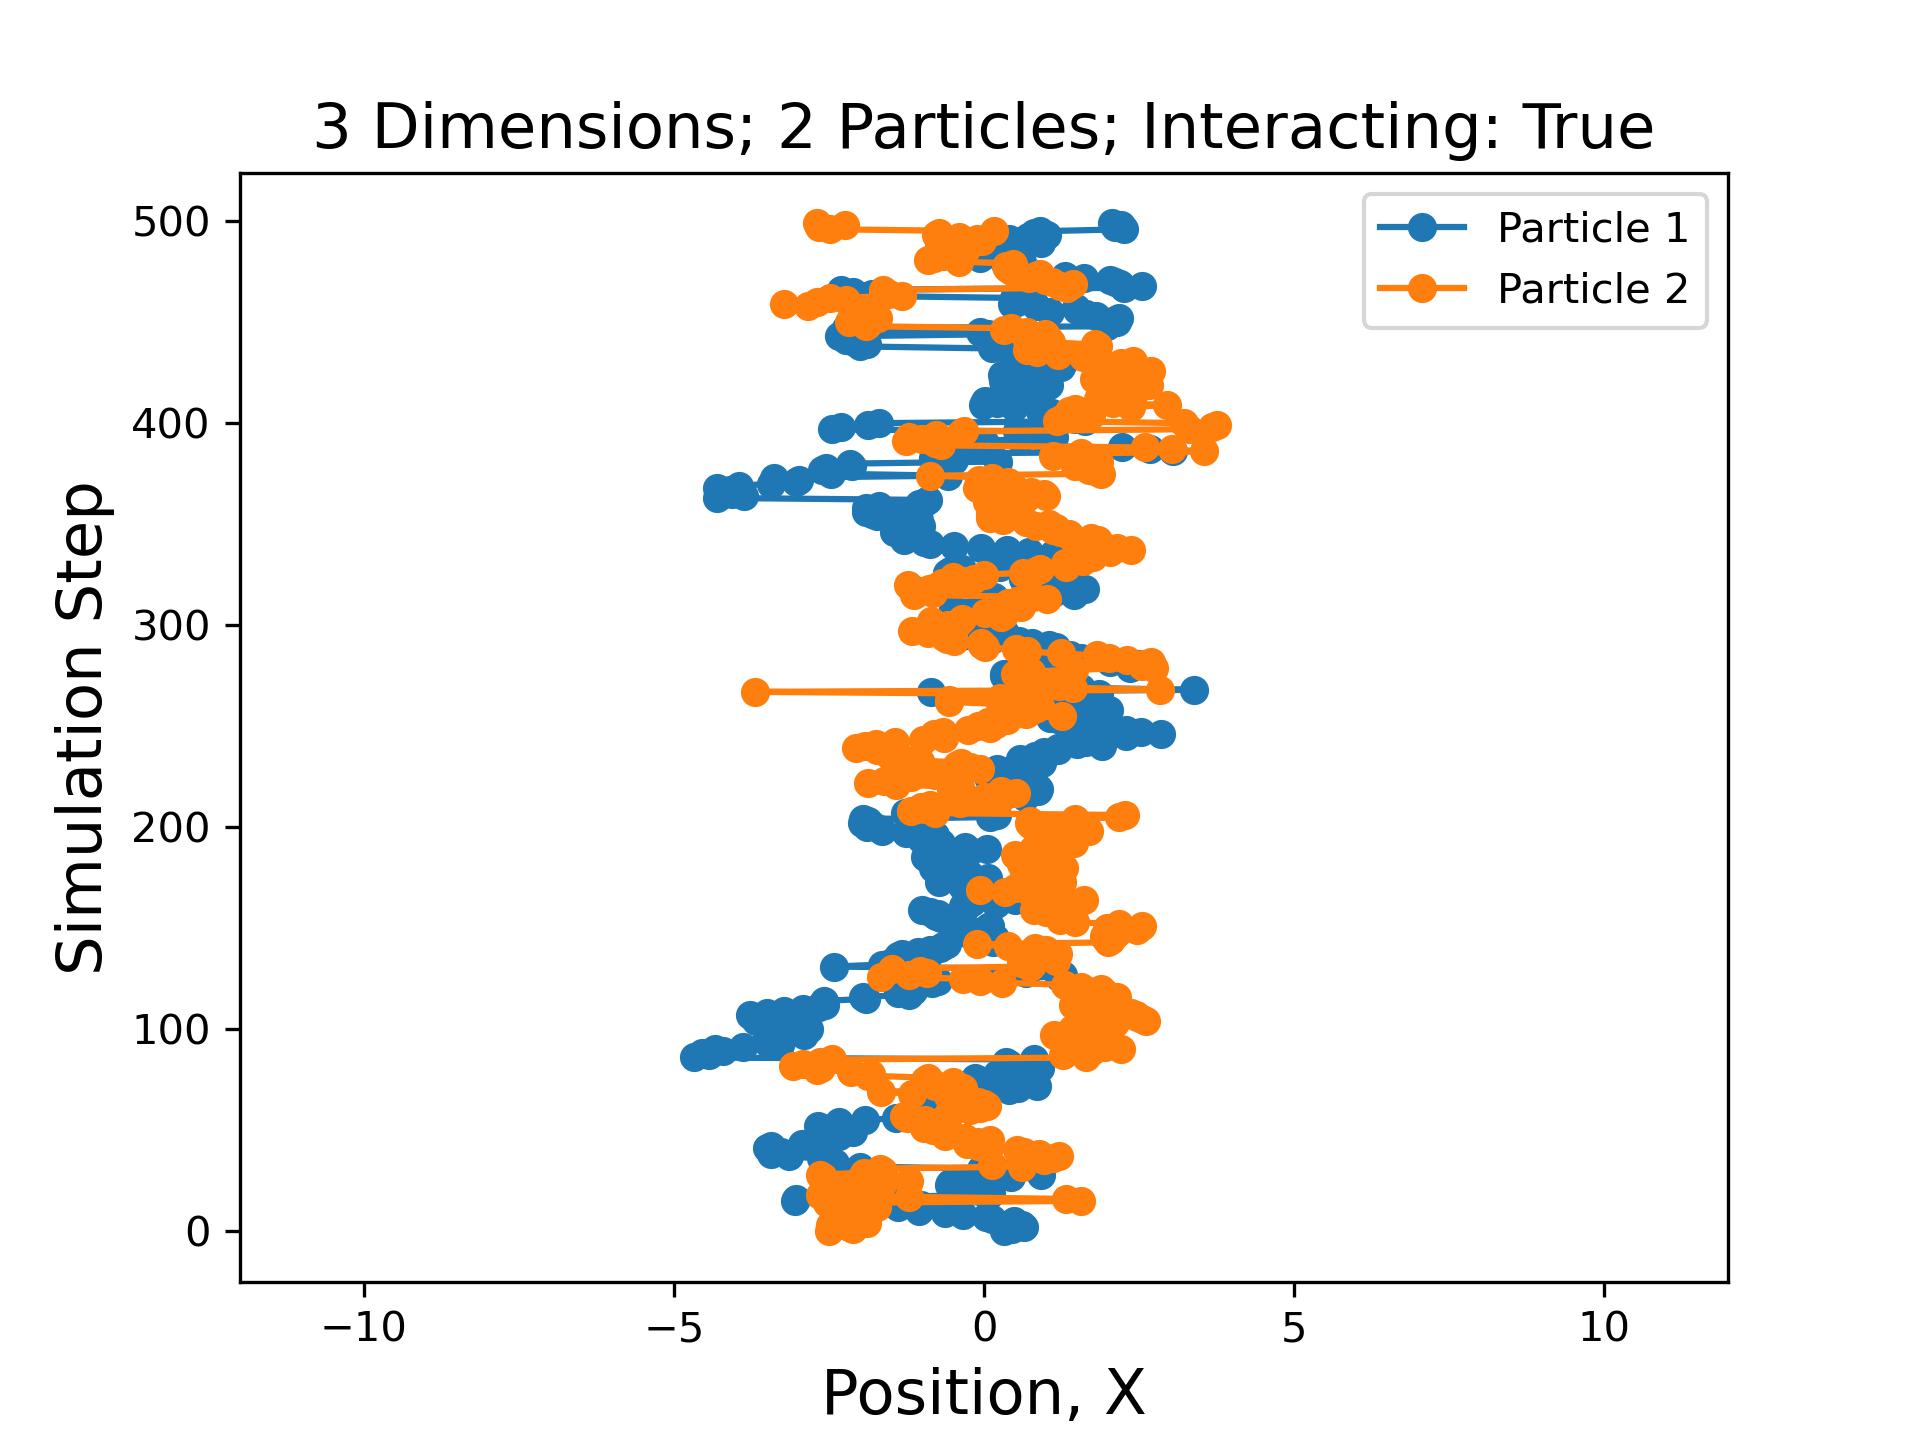 3 Dimensions; 2 Particles; Interacting: True
Particle 1
Particle 2
Simulation Step
500
400
300
200
100
0
−10
−5
0
5
10
Position, X